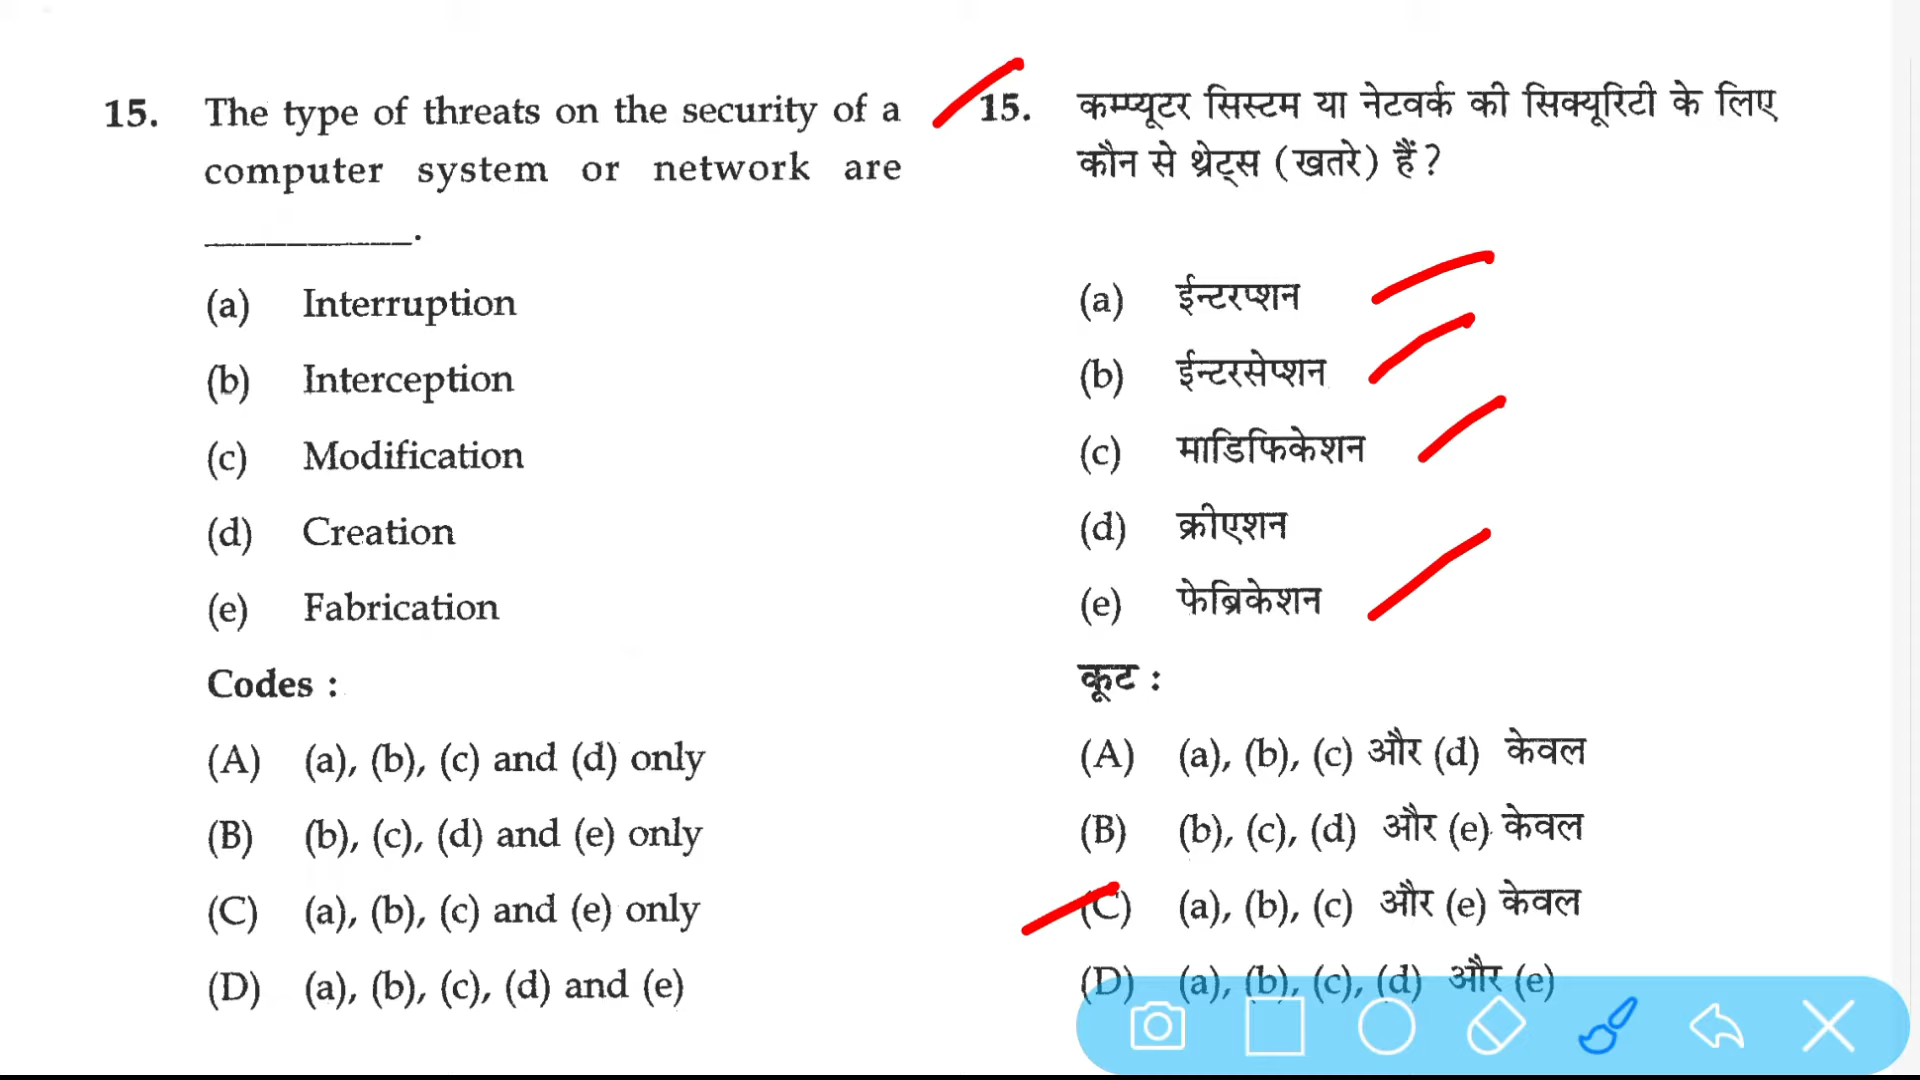 15. The type of threats on the security of a
computer system or network are
__________.
(a) Interruption
(b) Interception
(c) Modification
(d) Creation
(e) Fabrication
Codes :
(A) (a), (b), (c) and (d) only
(B) (b), (c), (d) and (e) only
(C) (a), (b), (c) and (e) only
(D) (a), (b), (c), (d) and (e)
15. कम्प्यूटर सिस्टम या नेटवर्क की सिक्यूरिटी के लिए
कौन से थ्रेट्स (खतरे) हैं ?
(a) ईन्टरप्शन
(b) ईन्टरसेप्शन
(c) माडिफिकेशन
(d) क्रीएशन
(e) फेब्रिकेशन
कूट :
(A) (a), (b), (c) और (d) केवल
(B) (b), (c), (d) और (e) केवल
(C) (a), (b), (c) और (e) केवल
(D) (a), (b), (c), (d) और (e)